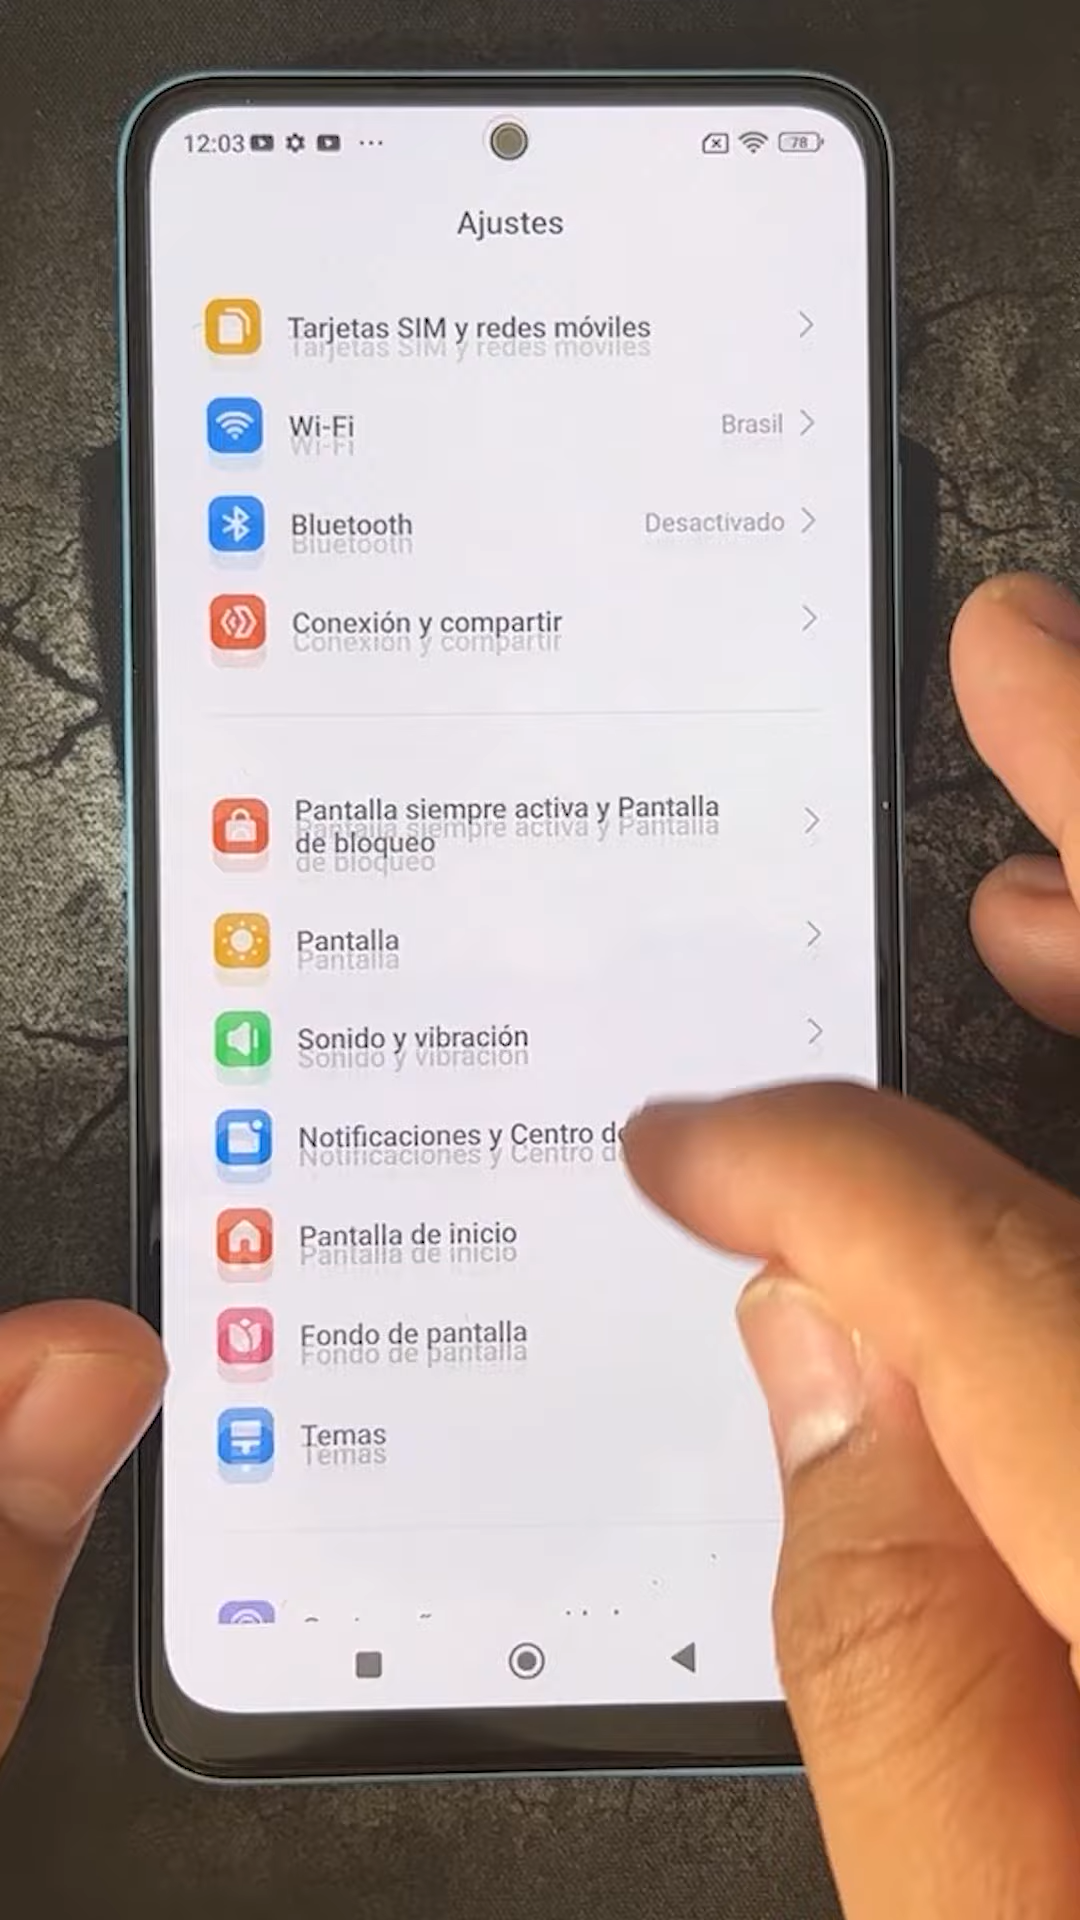 12:03
78
Ajustes
Tarjetas SIM y redes móviles
Wi-Fi
Brasil
Bluetooth
Desactivado
Conexión y compartir
Pantalla siempre activa y Pantalla
de bloqueo
Pantalla
Sonido y vibración
Notificaciones y Centro de
Pantalla de inicio
Fondo de pantalla
Temas